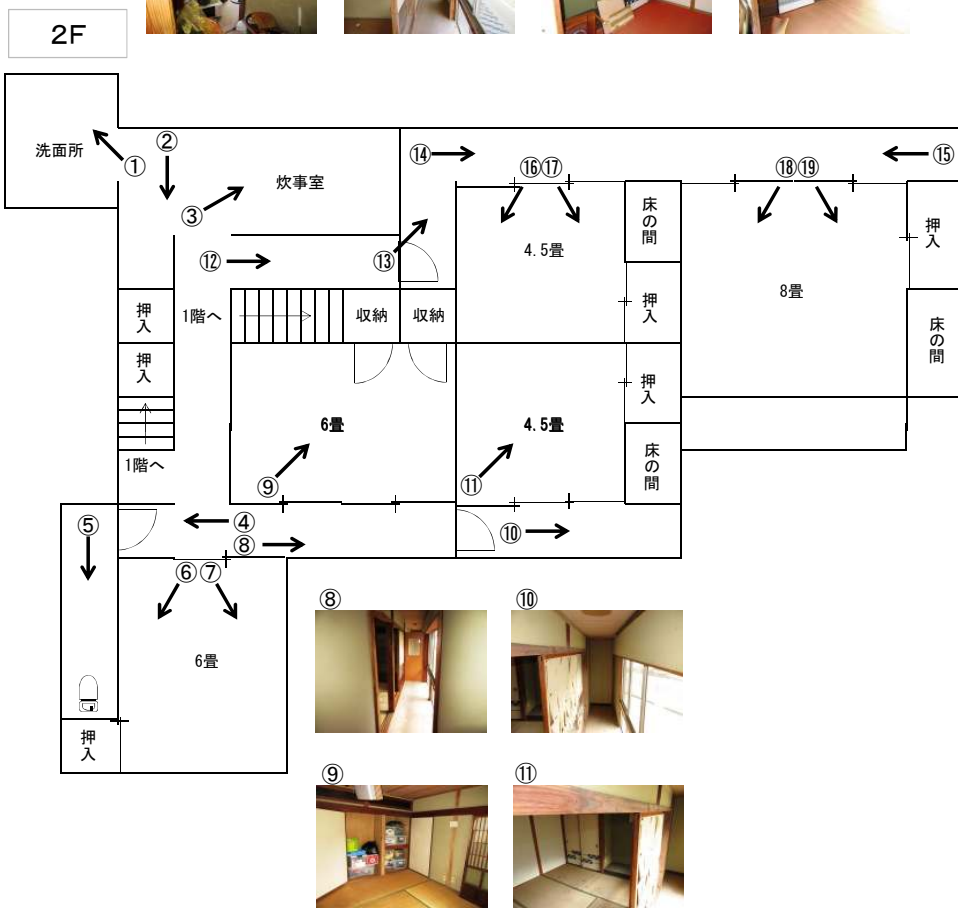 2F
洗面所
①
②
③
炊事室
⑭
⑯⑰
⑱⑲
⑮
床の間
押入
4.5畳
8畳
⑫
⑬
押入
1階へ
収納
収納
押入
床の間
押入
6畳
4.5畳
押入
1階へ
⑨
⑪
床の間
⑤
④
⑧
⑩
⑥⑦
6畳
押入
⑧
⑩
⑨
⑪